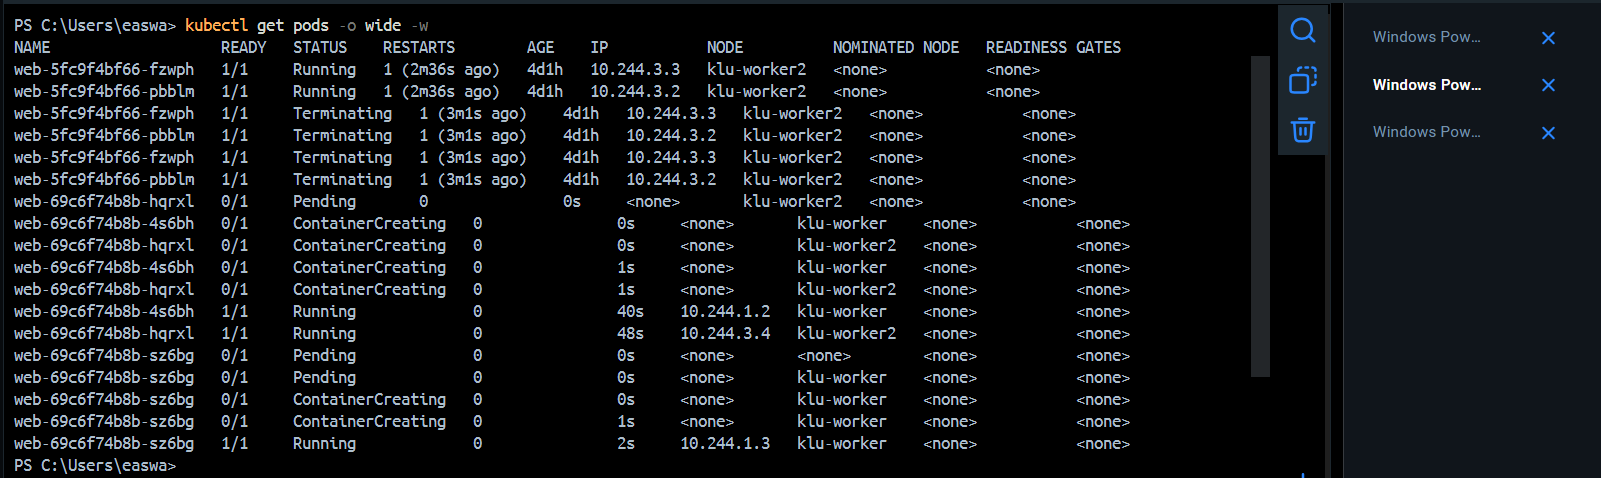 PS C:\Users\easwa> kubectl get pods -o wide -w
NAME READY STATUS RESTARTS AGE IP NODE NOMINATED NODE READINESS GATES
web-5fc9f4bf66-fzwph 1/1 Running 1 (2m36s ago) 4d1h 10.244.3.3 klu-worker2 <none> <none>
web-5fc9f4bf66-pbblm 1/1 Running 1 (2m36s ago) 4d1h 10.244.3.2 klu-worker2 <none> <none>
web-5fc9f4bf66-fzwph 1/1 Terminating 1 (3m1s ago) 4d1h 10.244.3.3 klu-worker2 <none> <none>
web-5fc9f4bf66-pbblm 1/1 Terminating 1 (3m1s ago) 4d1h 10.244.3.2 klu-worker2 <none> <none>
web-5fc9f4bf66-fzwph 1/1 Terminating 1 (3m1s ago) 4d1h 10.244.3.3 klu-worker2 <none> <none>
web-5fc9f4bf66-pbblm 1/1 Terminating 1 (3m1s ago) 4d1h 10.244.3.2 klu-worker2 <none> <none>
web-69c6f74b8b-hqrxl 0/1 Pending 0 0s <none> klu-worker2 <none> <none>
web-69c6f74b8b-4s6bh 0/1 ContainerCreating 0 0s <none> klu-worker <none> <none>
web-69c6f74b8b-hqrxl 0/1 ContainerCreating 0 0s <none> klu-worker2 <none> <none>
web-69c6f74b8b-4s6bh 0/1 ContainerCreating 0 1s <none> klu-worker <none> <none>
web-69c6f74b8b-hqrxl 0/1 ContainerCreating 0 1s <none> klu-worker2 <none> <none>
web-69c6f74b8b-4s6bh 1/1 Running 0 40s 10.244.1.2 klu-worker <none> <none>
web-69c6f74b8b-hqrxl 1/1 Running 0 48s 10.244.3.4 klu-worker2 <none> <none>
web-69c6f74b8b-sz6bg 0/1 Pending 0 0s <none> <none> <none> <none>
web-69c6f74b8b-sz6bg 0/1 Pending 0 0s <none> klu-worker <none> <none>
web-69c6f74b8b-sz6bg 0/1 ContainerCreating 0 0s <none> klu-worker <none> <none>
web-69c6f74b8b-sz6bg 0/1 ContainerCreating 0 1s <none> klu-worker <none> <none>
web-69c6f74b8b-sz6bg 1/1 Running 0 2s 10.244.1.3 klu-worker <none> <none>
PS C:\Users\easwa>
Windows Pow...
Windows Pow...
Windows Pow...